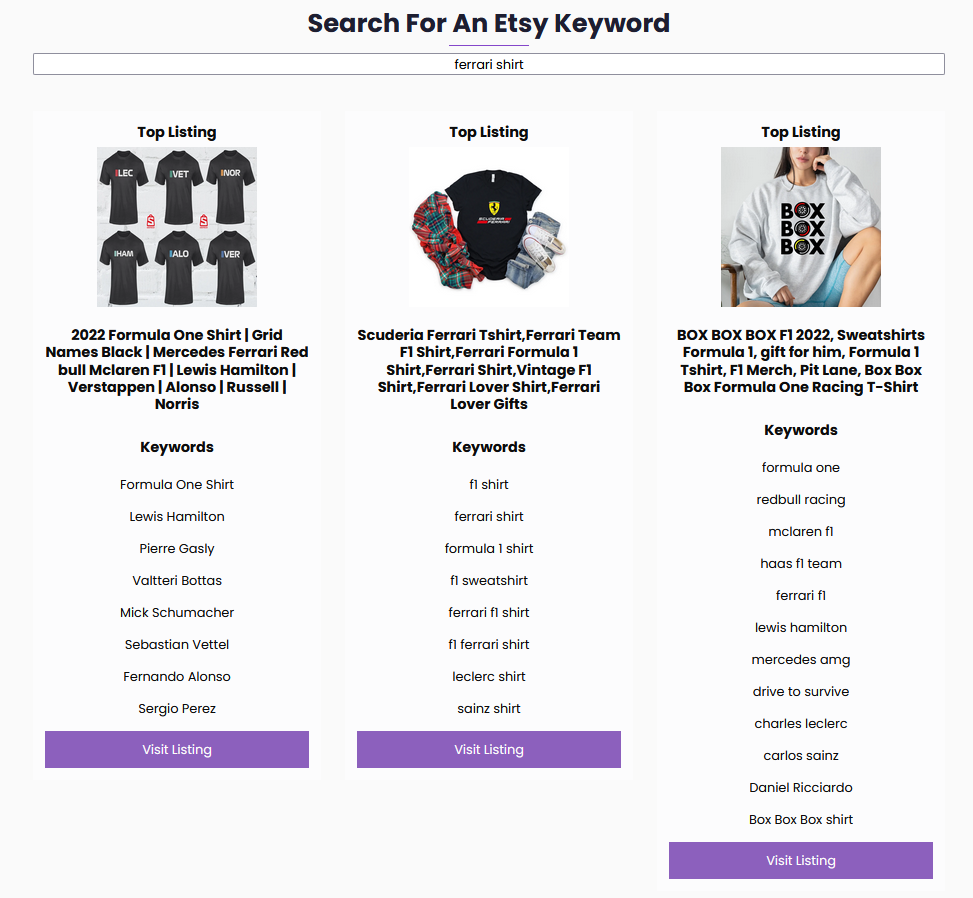 Search For An Etsy Keyword
ferrari shirt
Top Listing
LEC
VET
NOR
HAM
ALO
VER
2022 Formula One Shirt | Grid
Names Black | Mercedes Ferrari Red
bull Mclaren F1 | Lewis Hamilton |
Verstappen | Alonso | Russell |
Norris
Keywords
Formula One Shirt
Lewis Hamilton
Pierre Gasly
Valtteri Bottas
Mick Schumacher
Sebastian Vettel
Fernando Alonso
Sergio Perez
Visit Listing
Top Listing
SCUDERIA
FERRARI
Scuderia Ferrari Tshirt,Ferrari Team
F1 Shirt,Ferrari Formula 1
Shirt,Ferrari Shirt,Vintage F1
Shirt,Ferrari Lover Shirt,Ferrari
Lover Gifts
Keywords
f1 shirt
ferrari shirt
formula 1 shirt
f1 sweatshirt
ferrari f1 shirt
f1 ferrari shirt
leclerc shirt
sainz shirt
Visit Listing
Top Listing
BOX
BOX
BOX
BOX BOX BOX F1 2022, Sweatshirts
Formula 1, gift for him, Formula 1
Tshirt, F1 Merch, Pit Lane, Box Box
Box Formula One Racing T-Shirt
Keywords
formula one
redbull racing
mclaren f1
haas f1 team
ferrari f1
lewis hamilton
mercedes amg
drive to survive
charles leclerc
carlos sainz
Daniel Ricciardo
Box Box Box shirt
Visit Listing